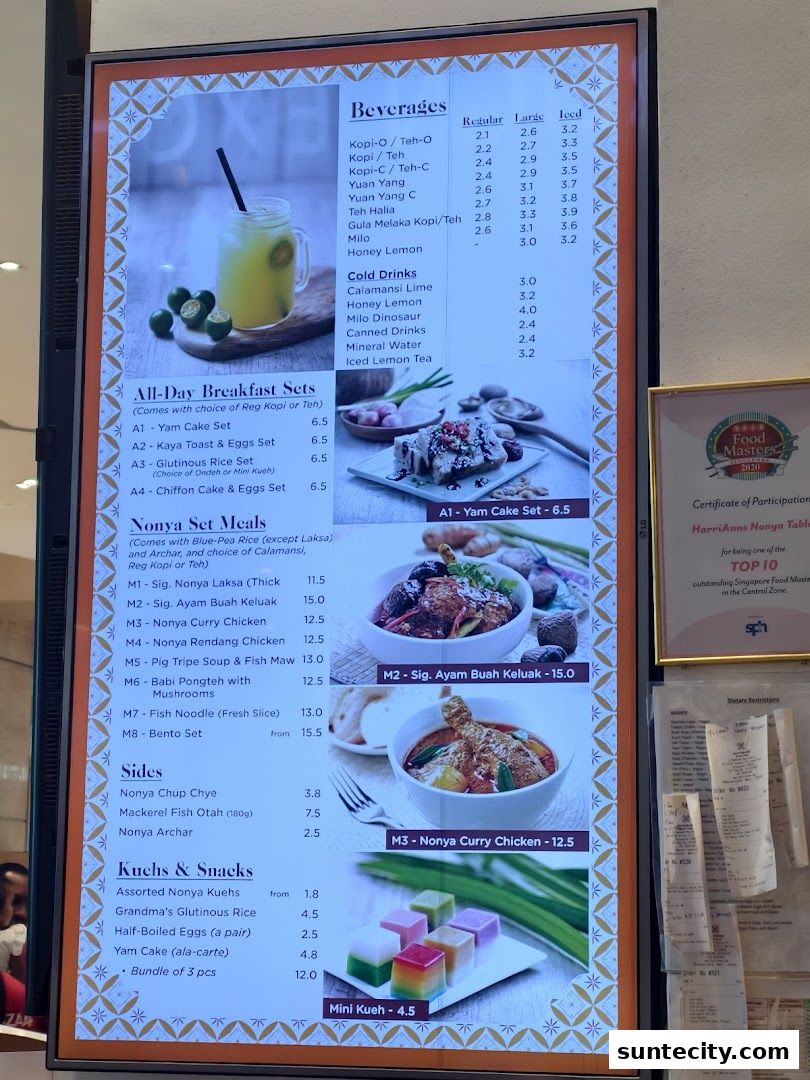 Beverages
Regular Large Iced
Kopi-O / Teh-O 2.1 2.6 3.2
Kopi / Teh 2.2 2.7 3.3
Kopi-C / Teh-C 2.4 2.9 3.5
Yuan Yang 2.4 2.9 3.5
Yuan Yang C 2.6 3.1 3.7
Teh Halia 2.7 3.2 3.8
Gula Melaka Kopi/Teh 2.8 3.3 3.9
Milo 2.6 3.1 3.6
Honey Lemon - 3.0 3.2
Cold Drinks
Calamansi Lime 3.0
Honey Lemon 3.2
Milo Dinosaur 4.0
Canned Drinks 2.4
Mineral Water 2.4
Iced Lemon Tea 3.2
All-Day Breakfast Sets
(Comes with choice of Reg Kopi or Teh)
A1 - Yam Cake Set 6.5
A2 - Kaya Toast & Eggs Set 6.5
A3 - Glutinous Rice Set 6.5
(Choice of Ondeh or Mini Kueh)
A4 - Chiffon Cake & Eggs Set 6.5
A1 - Yam Cake Set - 6.5
Nonya Set Meals
(Comes with Blue-Pea Rice (except Laksa)
and Archar, and choice of Calamansi,
Reg Kopi or Teh)
M1 - Sig. Nonya Laksa (Thick 11.5
M2 - Sig. Ayam Buah Keluak 15.0
M3 - Nonya Curry Chicken 12.5
M4 - Nonya Rendang Chicken 12.5
M5 - Pig Tripe Soup & Fish Maw 13.0
M6 - Babi Pongteh with 12.5
Mushrooms
M7 - Fish Noodle (Fresh Slice) 13.0
M8 - Bento Set from 15.5
M2 - Sig. Ayam Buah Keluak - 15.0
Sides
Nonya Chup Chye 3.8
Mackerel Fish Otah (180g) 7.5
Nonya Archar 2.5
M3 - Nonya Curry Chicken - 12.5
Kuehs & Snacks
Assorted Nonya Kuehs from 1.8
Grandma's Glutinous Rice 4.5
Half-Boiled Eggs (a pair) 2.5
Yam Cake (ala-carte) 4.8
• Bundle of 3 pcs 12.0
Mini Kueh - 4.5
LG
Food
Masters
SINGAPORE
2020
Certificate of Participation
HarriAnns Nonya Table
for being one of the
TOP 10
outstanding Singapore Food Maste
in the Central Zone.
sph
Dietary Restrictions
suntecity.com